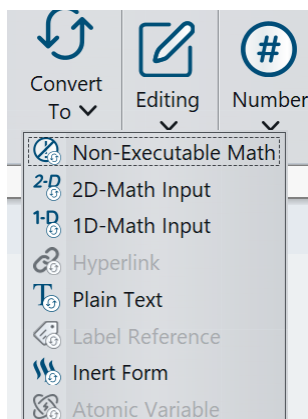 Convert
To
Editing
#
Number
Non-Executable Math
2-D 2D-Math Input
1-D 1D-Math Input
Hyperlink
T Plain Text
Label Reference
Inert Form
Atomic Variable